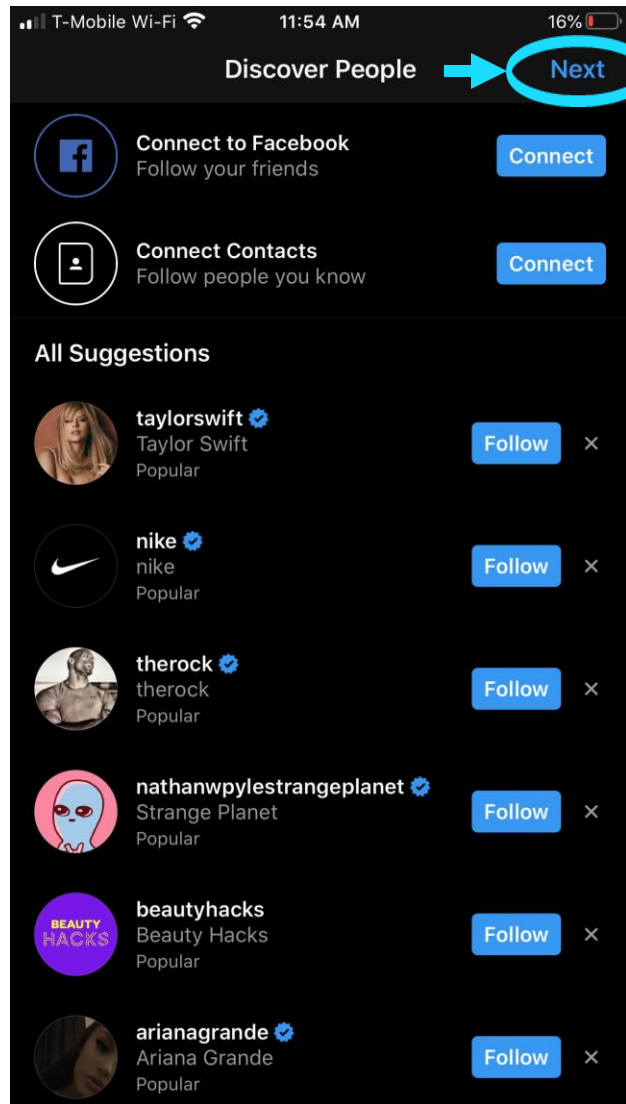 T-Mobile Wi-Fi 11:54 AM 16%
Discover People Next
Connect to Facebook
Follow your friends
Connect
Connect Contacts
Follow people you know
Connect
All Suggestions
taylorswift
Taylor Swift
Popular
Follow ×
nike
nike
Popular
Follow ×
therock
therock
Popular
Follow ×
nathanwpylestrangeplanet
Strange Planet
Popular
Follow ×
BEAUTY
HACKS
beautyhacks
Beauty Hacks
Popular
Follow ×
arianagrande
Ariana Grande
Popular
Follow ×